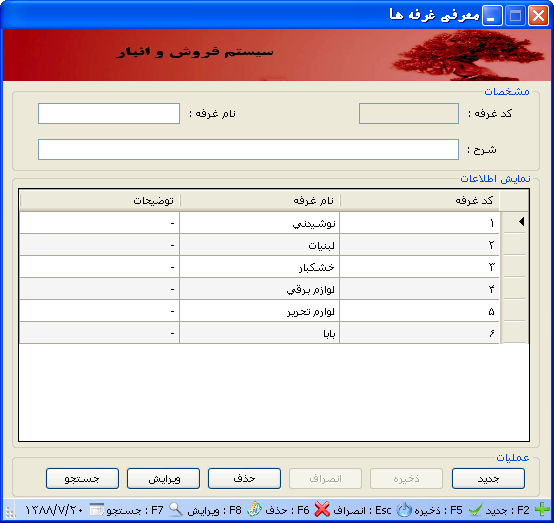 معرفی غرفه ها
سیستم فروش و انبار
مشخصات
کد غرفه : نام غرفه :
شرح :
نمایش اطلاعات
کد غرفه نام غرفه توضیحات
۱ نوشیدنی -
۲ لبنیات -
۳ خشکبار -
۴ لوازم برقی -
۵ لوارم تحریر -
۶ بابا -
عملیات
جدید ذخیره انصراف حذف ویرایش جستجو
جدید : F2 ذخیره : F5 انصراف : Esc حذف : F6 ویرایش : F8 جستجو : F7 ۱۲۸۸/۷/۲۰